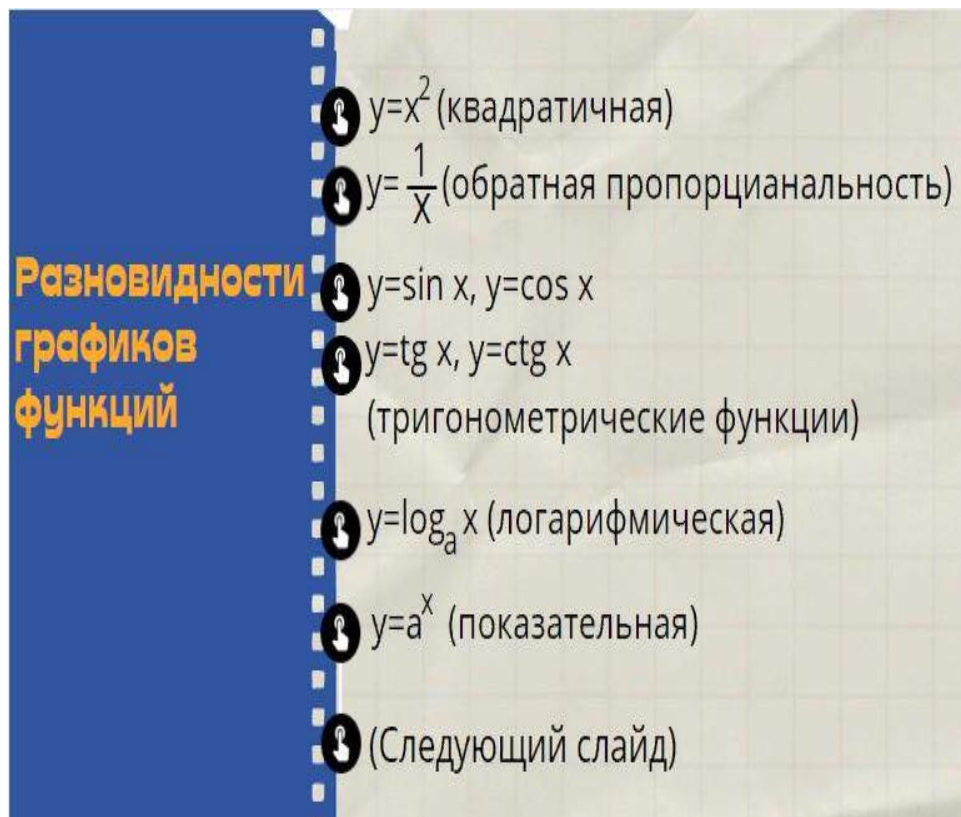 Разновидности
графиков
функций
y=x² (квадратичная)
y= 1/X (обратная пропорцианальность)
y=sin x, y=cos x
y=tg x, y=ctg x
(тригонометрические функции)
y=logₐ x (логарифмическая)
y=aˣ (показательная)
(Следующий слайд)